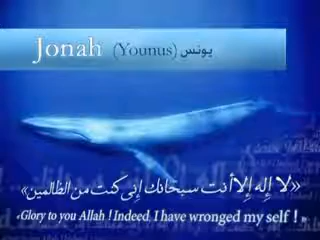 Jonah (Younus) يونس
«لا إله إلا أنت سبحانك إني كنت من الظالمين»
«Glory to you Allah ! Indeed, I have wronged my self ! »